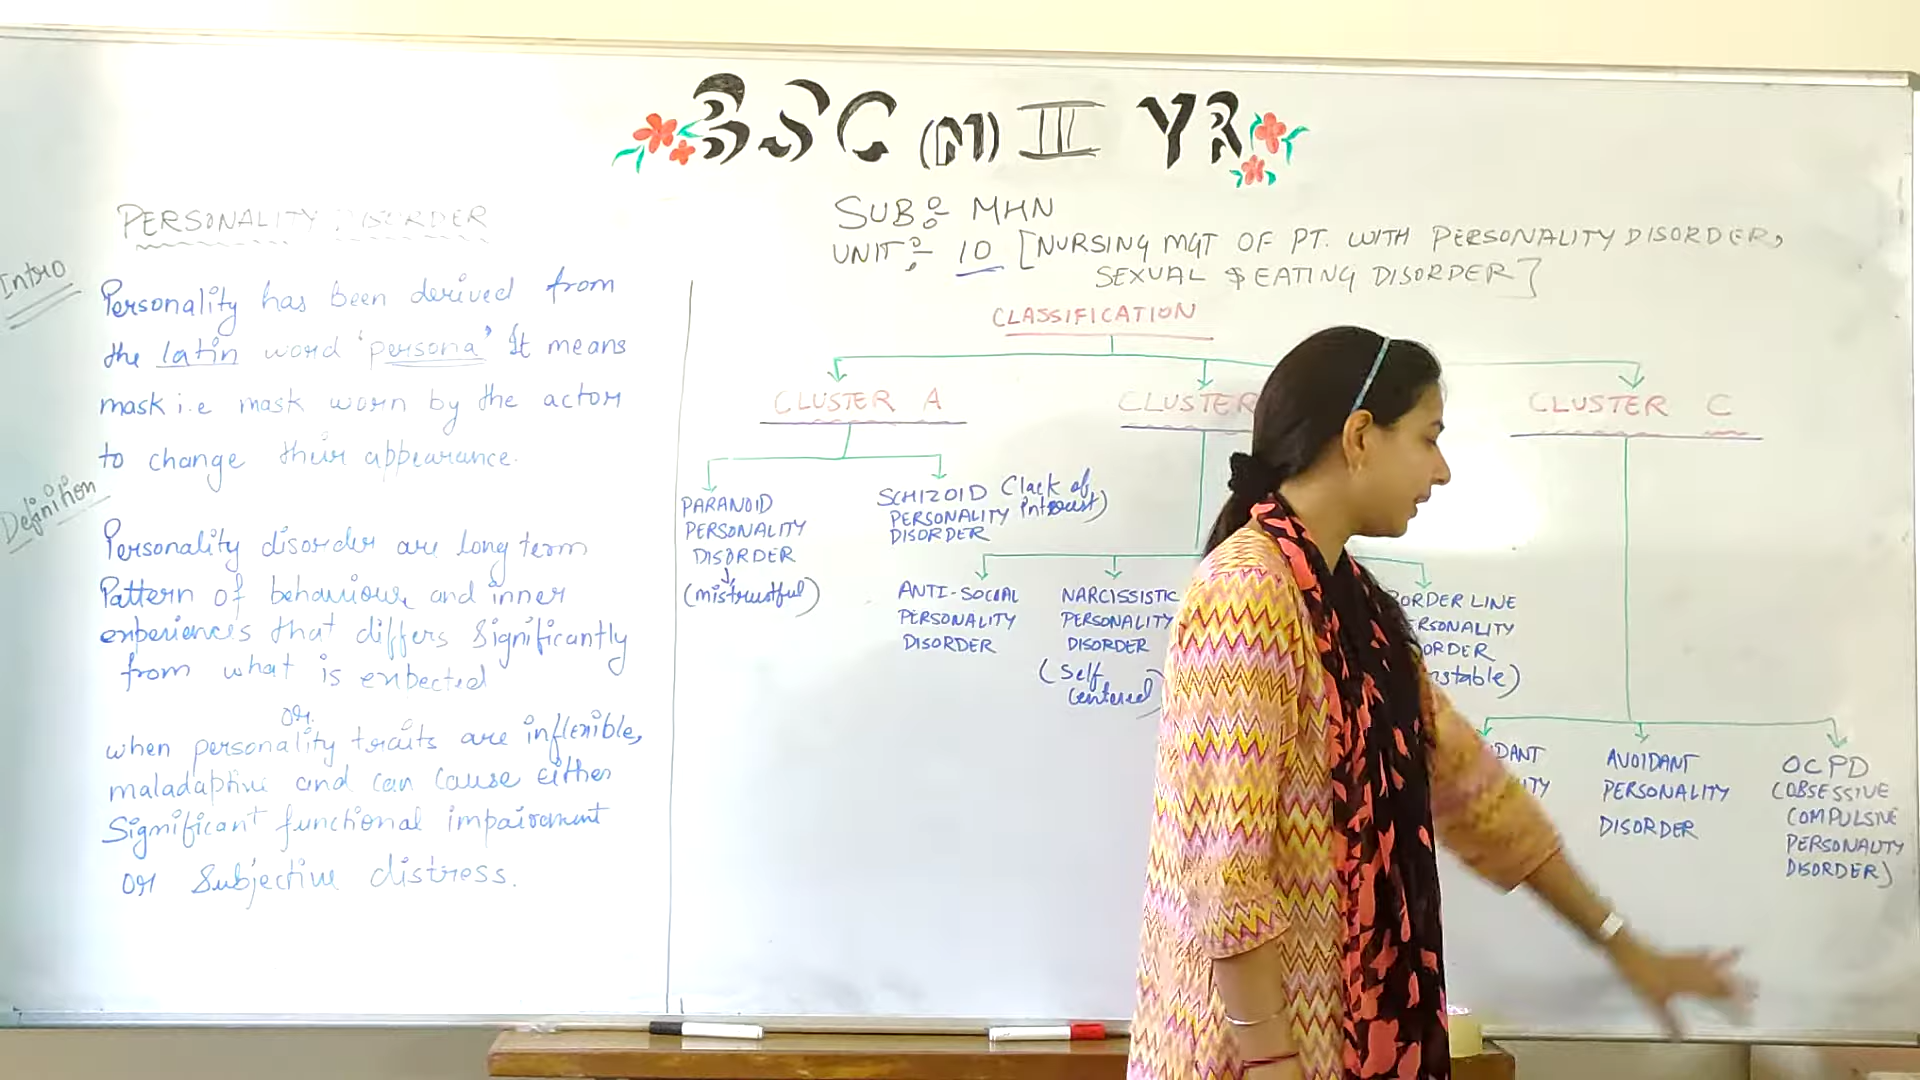 BSC (N) III YR
SUB:- MHN
UNIT:- 10 [NURSING MGT OF PT. WITH PERSONALITY DISORDER,
SEXUAL & EATING DISORDER]
PERSONALITY DISORDER
Intro
Personality has been derived from
the latin word 'persona' It means
mask i.e mask worn by the actor
to change their appearance.
Definition
Personality disorder are long term
Pattern of behaviour and inner
experiences that differs significantly
from what is expected
or
when personality traits are inflexible,
maladaptive and can cause either
Significant functional impairment
or Subjective distress.
CLASSIFICATION
CLUSTER A
PARANOID
PERSONALITY
DISORDER
(mistrustful)
SCHIZOID (lack of
PERSONALITY intrest)
DISORDER
CLUSTER
ANTI-SOCIAL
PERSONALITY
DISORDER
NARCISSISTIC
PERSONALITY
DISORDER
(Self
centered)
BORDER LINE
ERSONALITY
ORDER
nstable)
CLUSTER C
DANT
ITY
AVOIDANT
PERSONALITY
DISORDER
OCPD
(OBSESSIVE
COMPULSIVE
PERSONALITY
DISORDER)